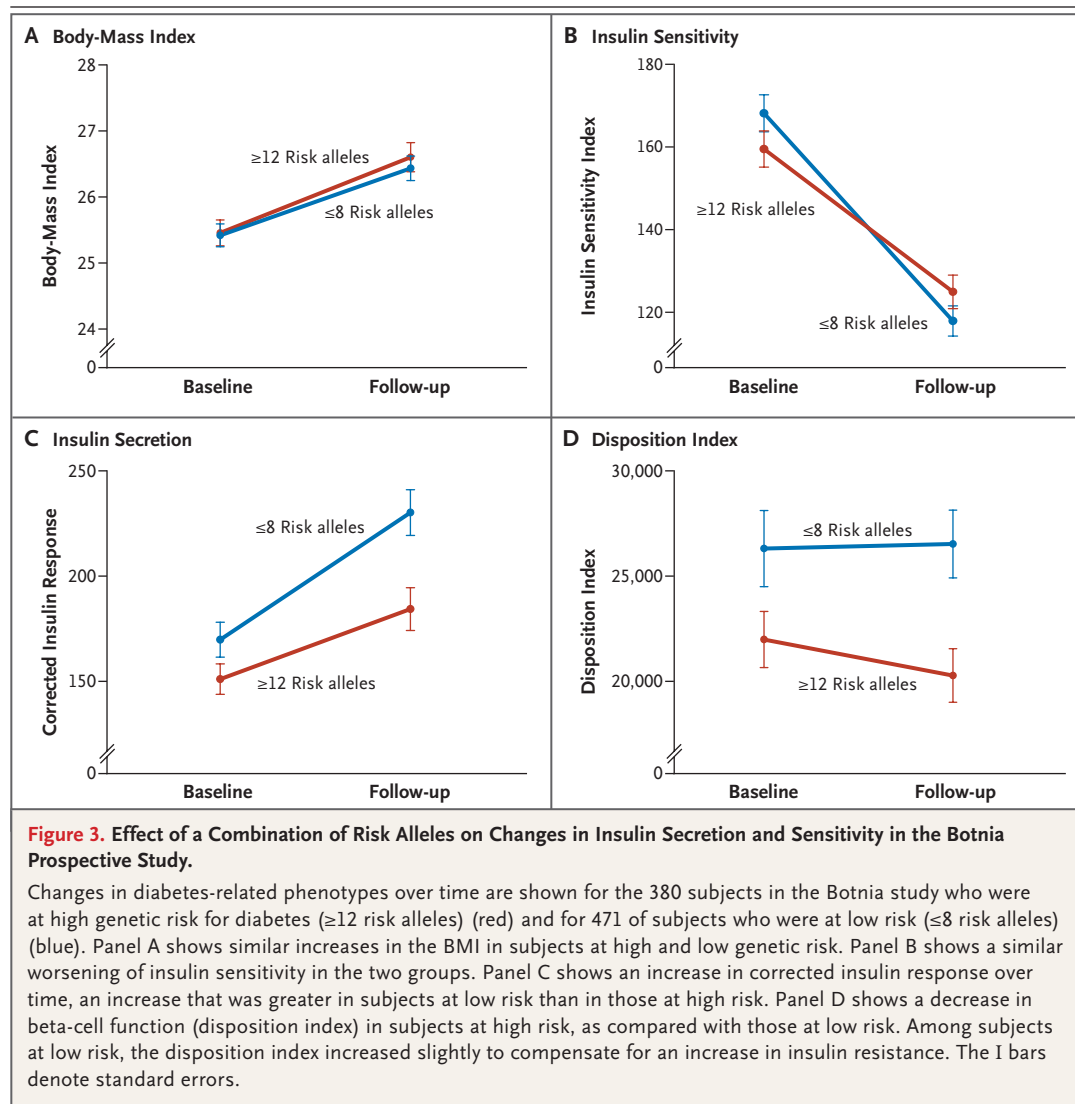 A Body-Mass Index
28
27
26
25
24
0
Body-Mass Index
≥12 Risk alleles
≤8 Risk alleles
Baseline
Follow-up
B Insulin Sensitivity
180
160
140
120
0
Insulin Sensitivity Index
≥12 Risk alleles
≤8 Risk alleles
Baseline
Follow-up
C Insulin Secretion
250
200
150
0
Corrected Insulin Response
≤8 Risk alleles
≥12 Risk alleles
Baseline
Follow-up
D Disposition Index
30,000
25,000
20,000
0
Disposition Index
≤8 Risk alleles
≥12 Risk alleles
Baseline
Follow-up
Figure 3. Effect of a Combination of Risk Alleles on Changes in Insulin Secretion and Sensitivity in the Botnia
Prospective Study.
Changes in diabetes-related phenotypes over time are shown for the 380 subjects in the Botnia study who were
at high genetic risk for diabetes (≥12 risk alleles) (red) and for 471 of subjects who were at low risk (≤8 risk alleles)
(blue). Panel A shows similar increases in the BMI in subjects at high and low genetic risk. Panel B shows a similar
worsening of insulin sensitivity in the two groups. Panel C shows an increase in corrected insulin response over
time, an increase that was greater in subjects at low risk than in those at high risk. Panel D shows a decrease in
beta-cell function (disposition index) in subjects at high risk, as compared with those at low risk. Among subjects
at low risk, the disposition index increased slightly to compensate for an increase in insulin resistance. The I bars
denote standard errors.